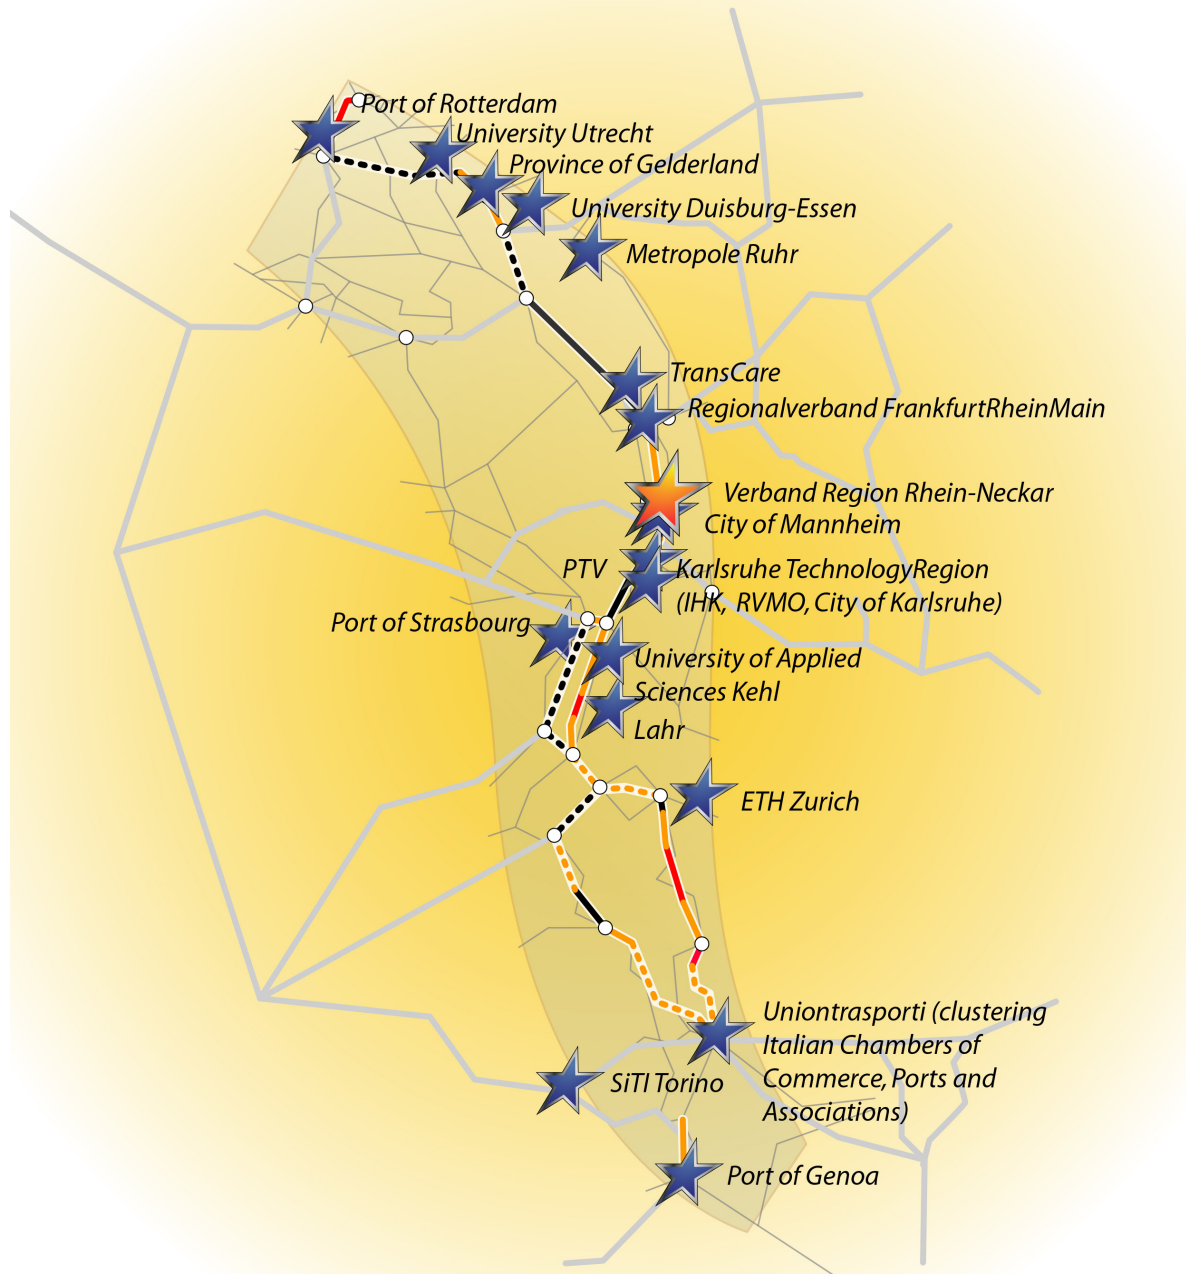 Port of Rotterdam
University Utrecht
Province of Gelderland
University Duisburg-Essen
Metropole Ruhr
TransCare
Regionalverband FrankfurtRheinMain
Verband Region Rhein-Neckar
City of Mannheim
PTV
Karlsruhe TechnologyRegion
(IHK, RVMO, City of Karlsruhe)
Port of Strasbourg
University of Applied
Sciences Kehl
Lahr
ETH Zurich
Uniontrasporti (clustering
Italian Chambers of
Commerce, Ports and
Associations)
SiTI Torino
Port of Genoa